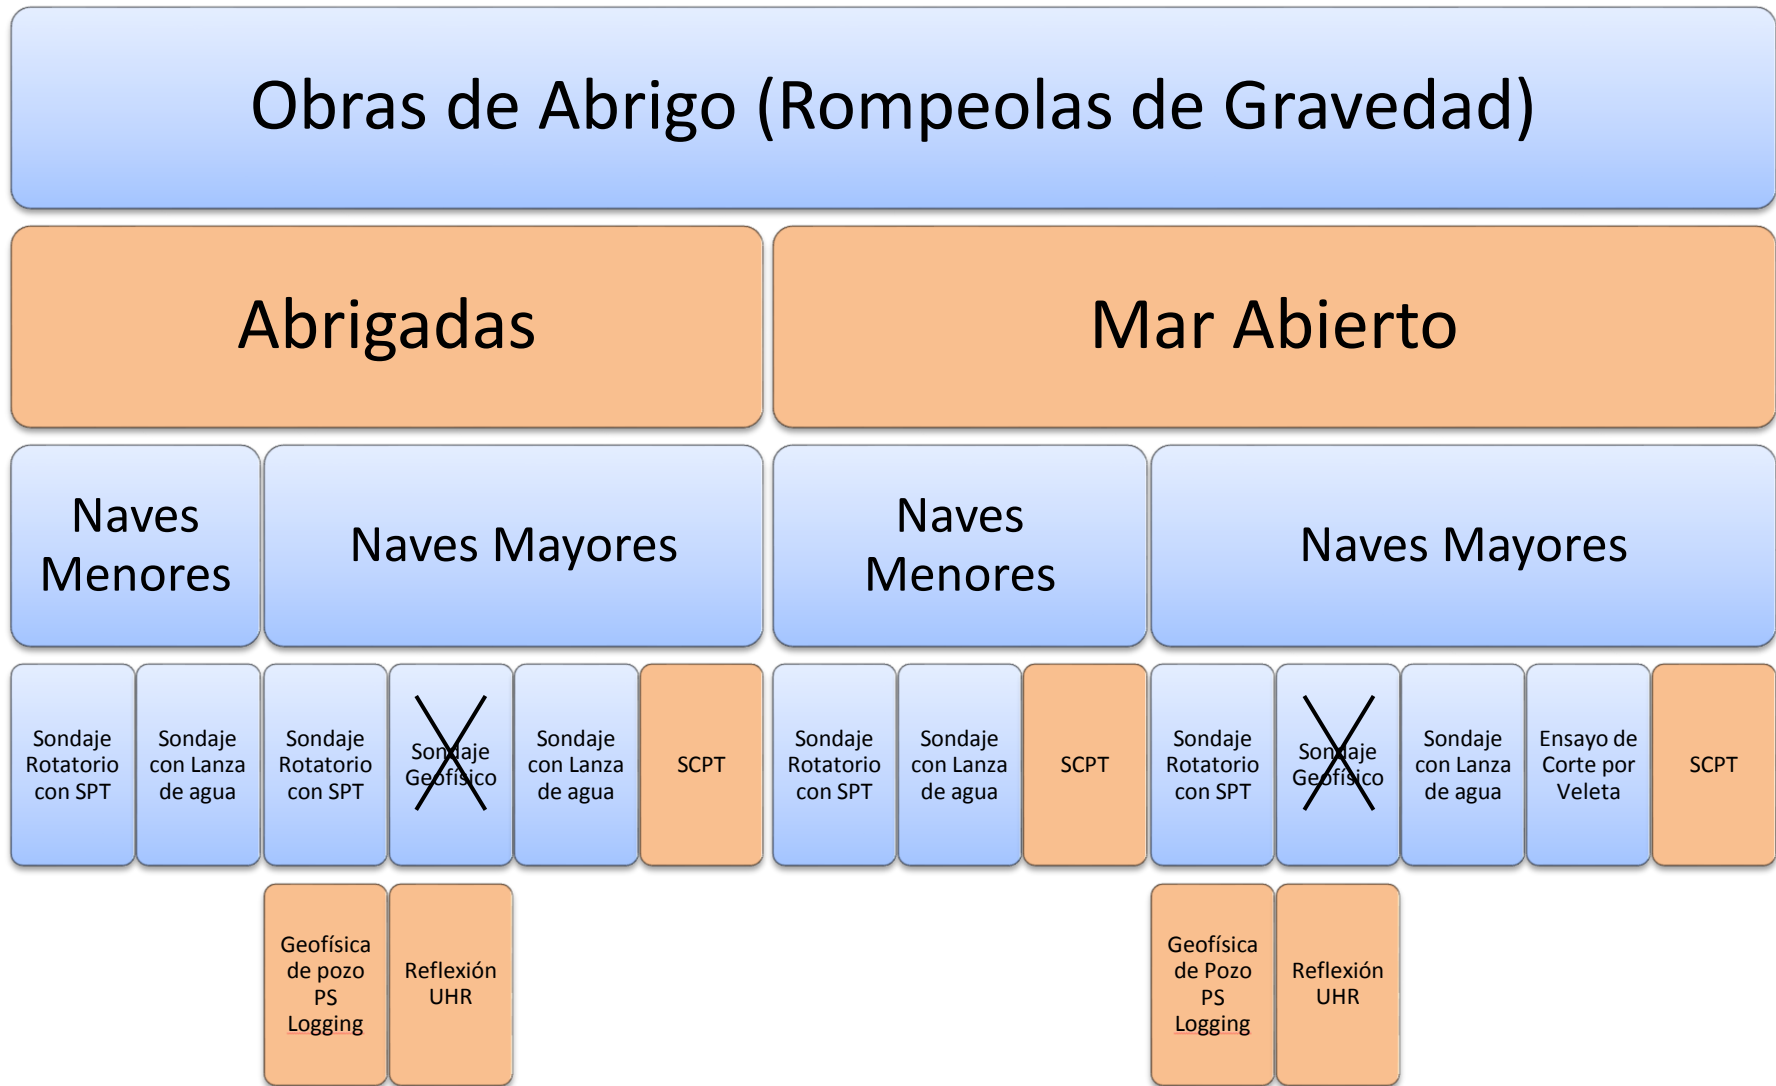 Obras de Abrigo (Rompeolas de Gravedad)
Abrigadas
Mar Abierto
Naves
Menores
Naves Mayores
Naves
Menores
Naves Mayores
Sondaje
Rotatorio
con SPT
Sondaje
con Lanza
de agua
Sondaje
Rotatorio
con SPT
Sondaje
Geofísico
Sondaje
con Lanza
de agua
SCPT
Sondaje
Rotatorio
con SPT
Sondaje
con Lanza
de agua
SCPT
Sondaje
Rotatorio
con SPT
Sondaje
Geofísico
Sondaje
con Lanza
de agua
Ensayo de
Corte por
Veleta
SCPT
Geofísica
de pozo
PS
Logging
Reflexión
UHR
Geofísica
de Pozo
PS
Logging
Reflexión
UHR